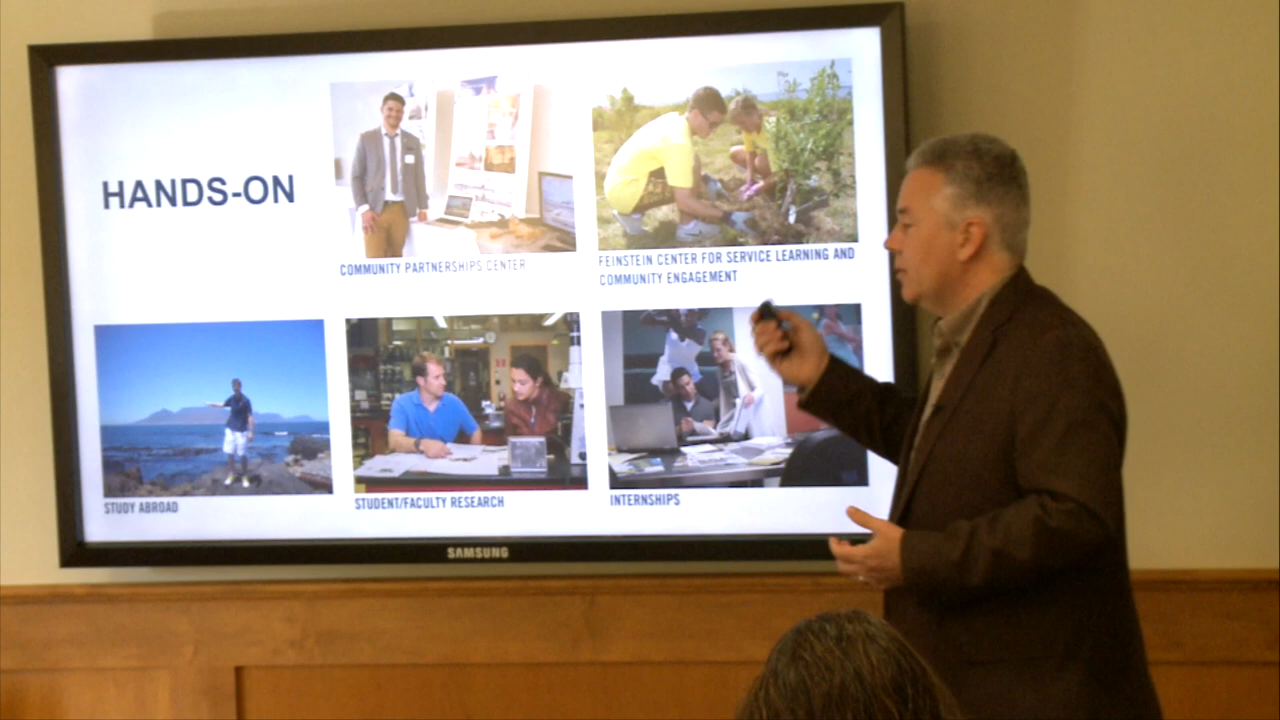 HANDS-ON
COMMUNITY PARTNERSHIPS CENTER
FEINSTEIN CENTER FOR SERVICE LEARNING AND
COMMUNITY ENGAGEMENT
STUDY ABROAD
STUDENT/FACULTY RESEARCH
INTERNSHIPS
SAMSUNG